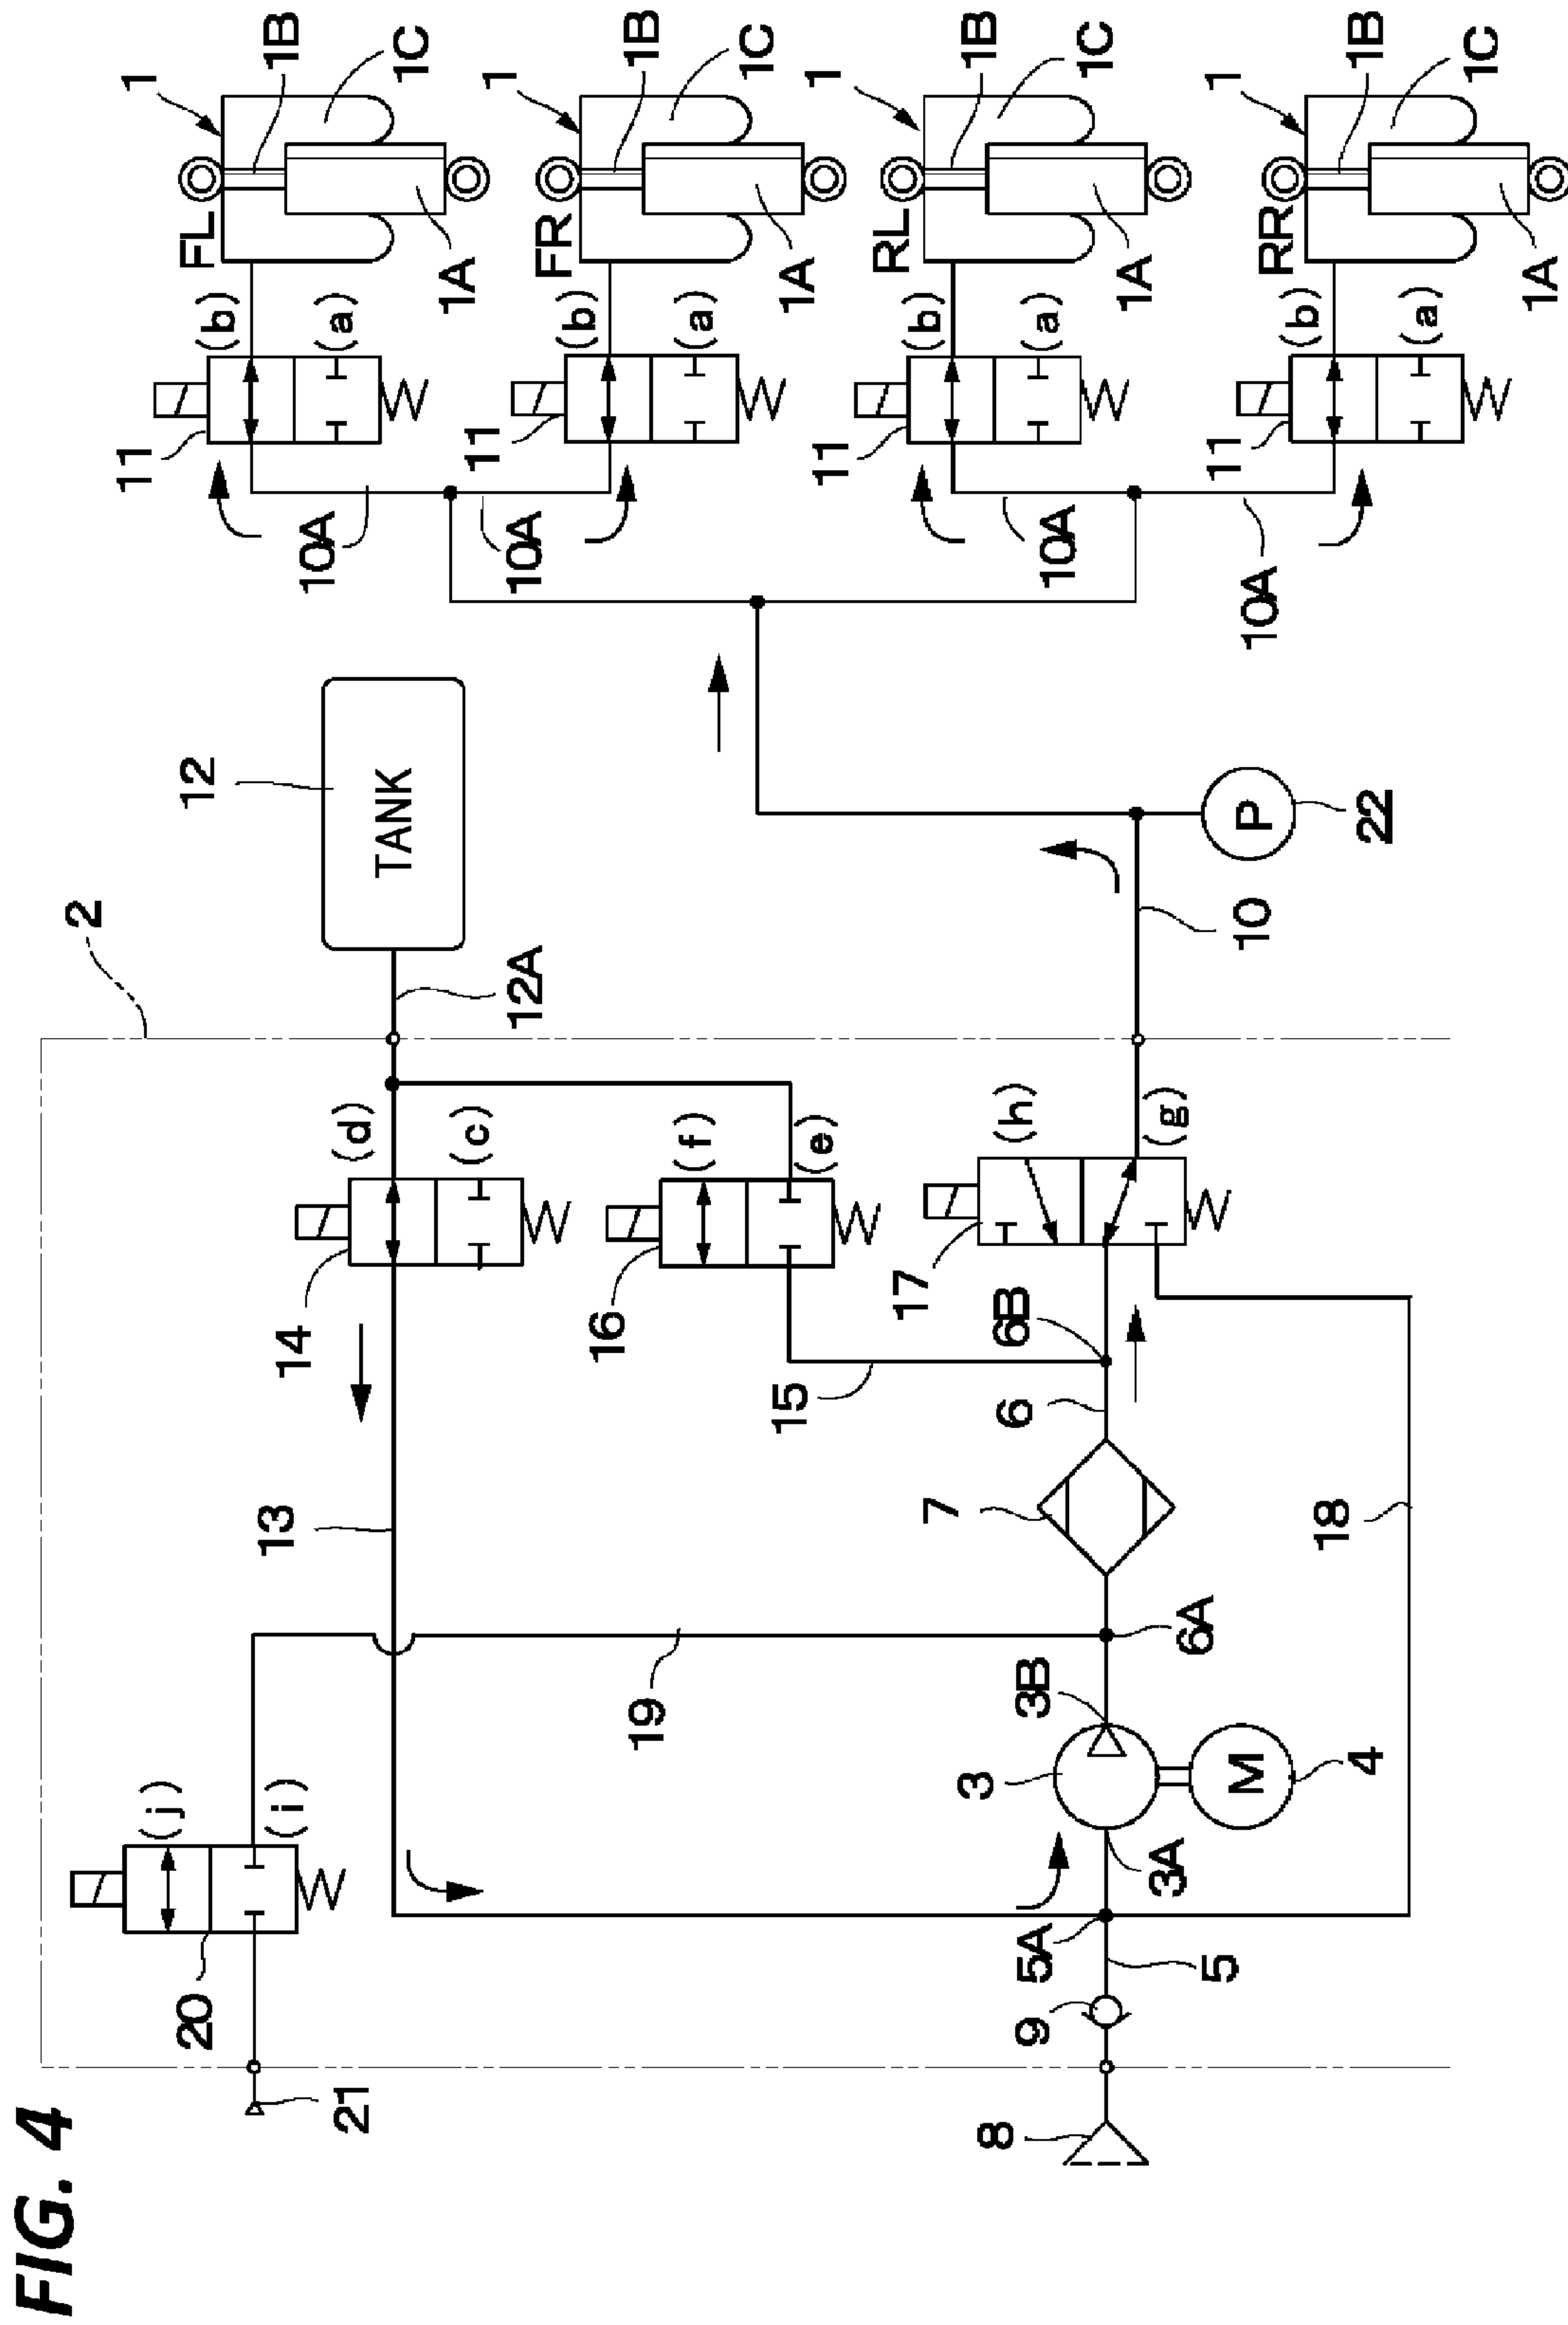 FIG. 4
2
1
1B
1C
FL
1A
(b)
(a)
11
10A
1
1B
1C
FR
1A
(b)
(a)
11
10A
1
1B
1C
RL
1A
(b)
(a)
11
10A
1
1B
1C
RR
1A
(b)
(a)
11
10A
12
TANK
12A
(d)
(c)
14
13
(f)
(e)
16
15
(h)
(g)
17
10
P
22
6B
6
7
18
6A
19
3B
3
3A
M
4
(j)
(i)
20
21
5A
5
9
8